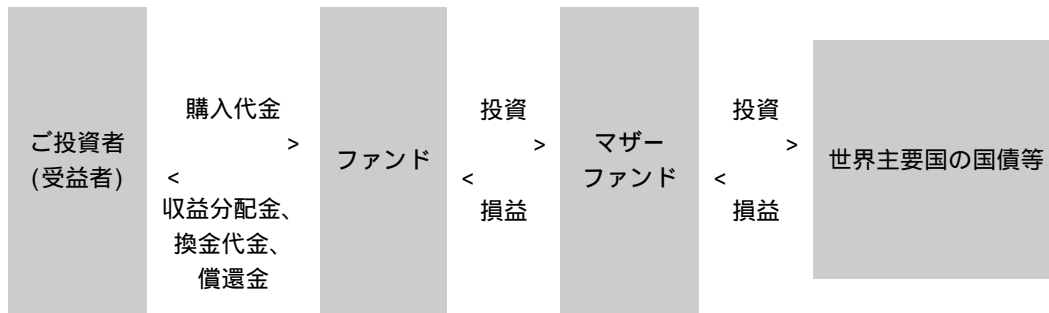 ご投資者
(受益者)
購入代金
>
<
収益分配金、
換金代金、
償還金
ファンド
投資
>
<
損益
マザー
ファンド
投資
>
<
損益
世界主要国の国債等